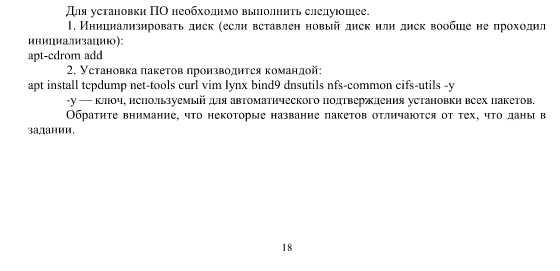 Для установки ПО необходимо выполнить следующее.
1. Инициализировать диск (если вставлен новый диск или диск вообще не проходил
инициализацию):
apt-cdrom add
2. Установка пакетов производится командой:
apt install tcpdump net-tools curl vim lynx bind9 dnsutils nfs-common cifs-utils -y
-y — ключ, используемый для автоматического подтверждения установки всех пакетов.
Обратите внимание, что некоторые название пакетов отличаются от тех, что даны в
задании.
18